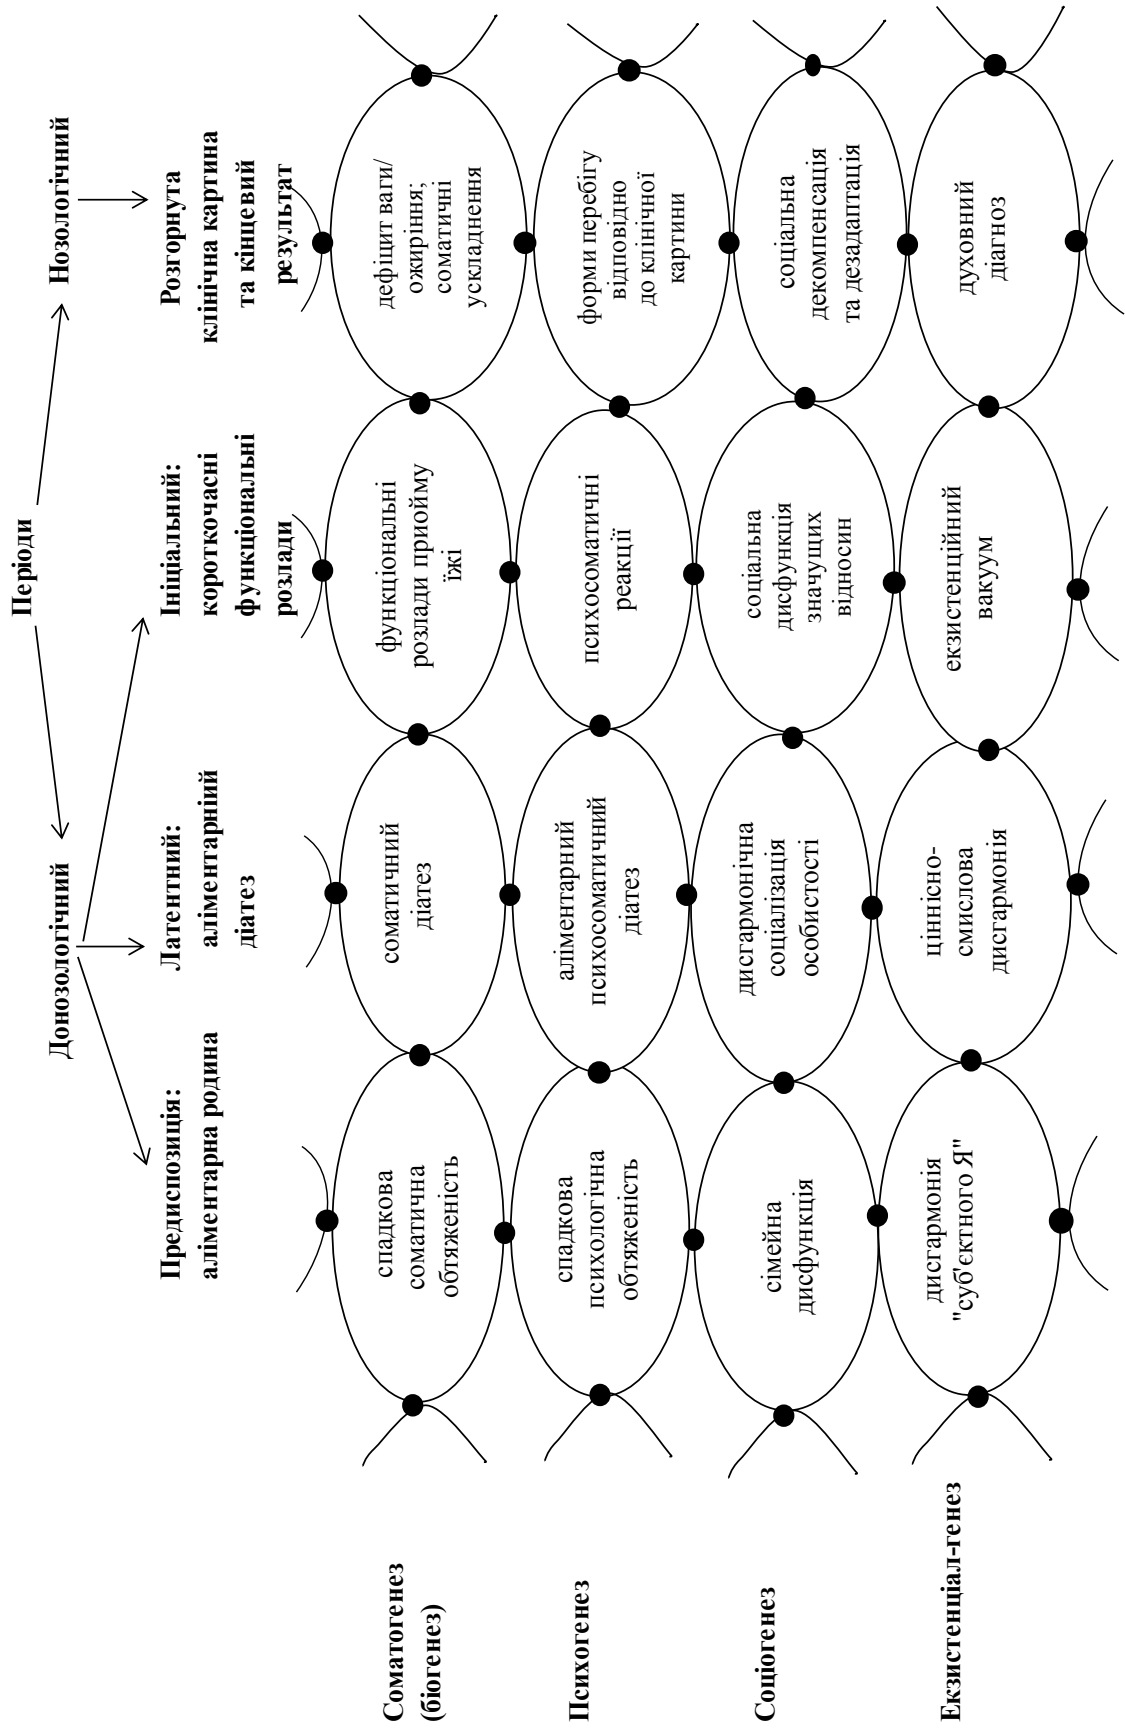 Періоди
Донозологічний
Нозологічний
Предиспозиція:
аліментарна родина
Латентний:
аліментарніий
діатез
Ініціальний:
короткочасні
функціональні
розлади
Розгорнута
клінічна картина
та кінцевий
результат
Соматогенез
(біогенез)
спадкова
соматична
обтяженість
соматичний
діатез
функціональні
розлади прийому
їжі
дефіцит ваги/
ожиріння;
соматичні
ускладнення
Психогенез
спадкова
психологічна
обтяженість
аліментарний
психосоматичний
діатез
психосоматичні
реакції
форми перебігу
відповідно
до клінічної
картини
Соціогенез
сімейна
дисфункція
дисгармонічна
соціалізація
особистості
соціальна
дисфункція
значущих
відносин
соціальна
декомпенсація
та дезадаптація
Екзистенціал-генез
дисгармонія
"суб'єктного Я"
ціннісно-
смислова
дисгармонія
екзистенційний
вакуум
духовний
діагноз